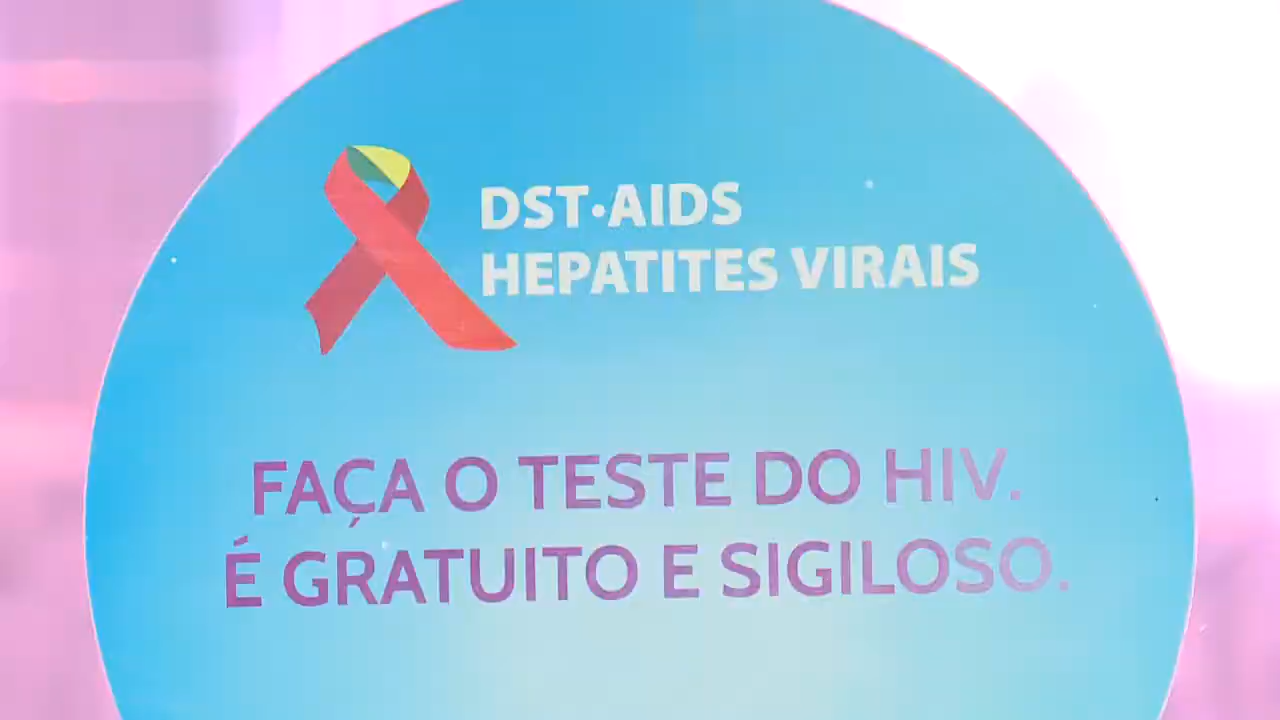 DST•AIDS
HEPATITES VIRAIS
FAÇA O TESTE DO HIV.
É GRATUITO E SIGILOSO.